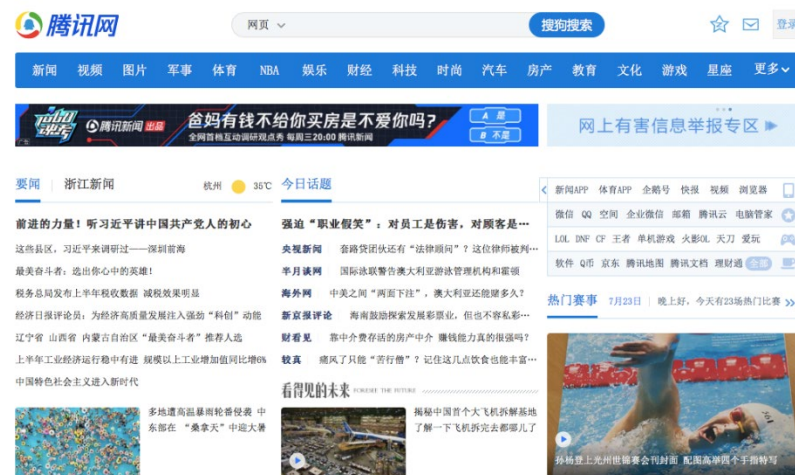 腾讯网
网页
搜狗搜索
登录
新闻 视频 图片 军事 体育 NBA 娱乐 财经 科技 时尚 汽车 房产 教育 文化 游戏 星座 更多
腾讯新闻 出品
爸妈有钱不给你买房是不爱你吗?
全网首档互动调研观点秀 每周三20:00 腾讯新闻
A 是
B 不是
广告
网上有害信息举报专区
要闻 浙江新闻
杭州 35℃
前进的力量!听习近平讲中国共产党人的初心
这些县区,习近平来调研过——深圳前海
最美奋斗者:选出你心中的英雄!
税务总局发布上半年税收数据 减税效果明显
经济日报评论员:为经济高质量发展注入强劲“科创”动能
辽宁省 山西省 内蒙古自治区“最美奋斗者”推荐人选
上半年工业经济运行稳中有进 规模以上工业增加值同比增6%
中国特色社会主义进入新时代
多地遭高温暴雨轮番侵袭 中
东部在 “桑拿天”中迎大暑
今日话题
强迫“职业假笑”:对员工是伤害,对顾客是…
央视新闻 套路贷团伙还有“法律顾问”?这位律师被判…
半月谈网 国际泳联警告澳大利亚游泳管理机构和霍顿
海外网 中美之间“两面下注”,澳大利亚还能赌多久?
新京报评论 海南鼓励探索发展彩票业,但也不容私彩…
财看见 靠中介费存活的房产中介 赚钱能力真的很强吗?
较真 痛风了只能“苦行僧”?记住这几点饮食也能丰富…
看得见的未来 FORESEE THE FUTURE
揭秘中国首个大飞机拆解基地
了解一下飞机拆完去都哪儿了
新闻APP 体育APP 企鹅号 快报 视频 浏览器
微信 QQ 空间 企业微信 邮箱 腾讯云 电脑管家
LOL DNF CF 王者 单机游戏 火影OL 天刀 爱玩
软件 Q币 京东 腾讯地图 腾讯文档 理财通 全部
热门赛事 7月23日 晚上好,今天有23场热门比赛
孙杨登上光州世锦赛会刊封面 配图高举四个手指特写